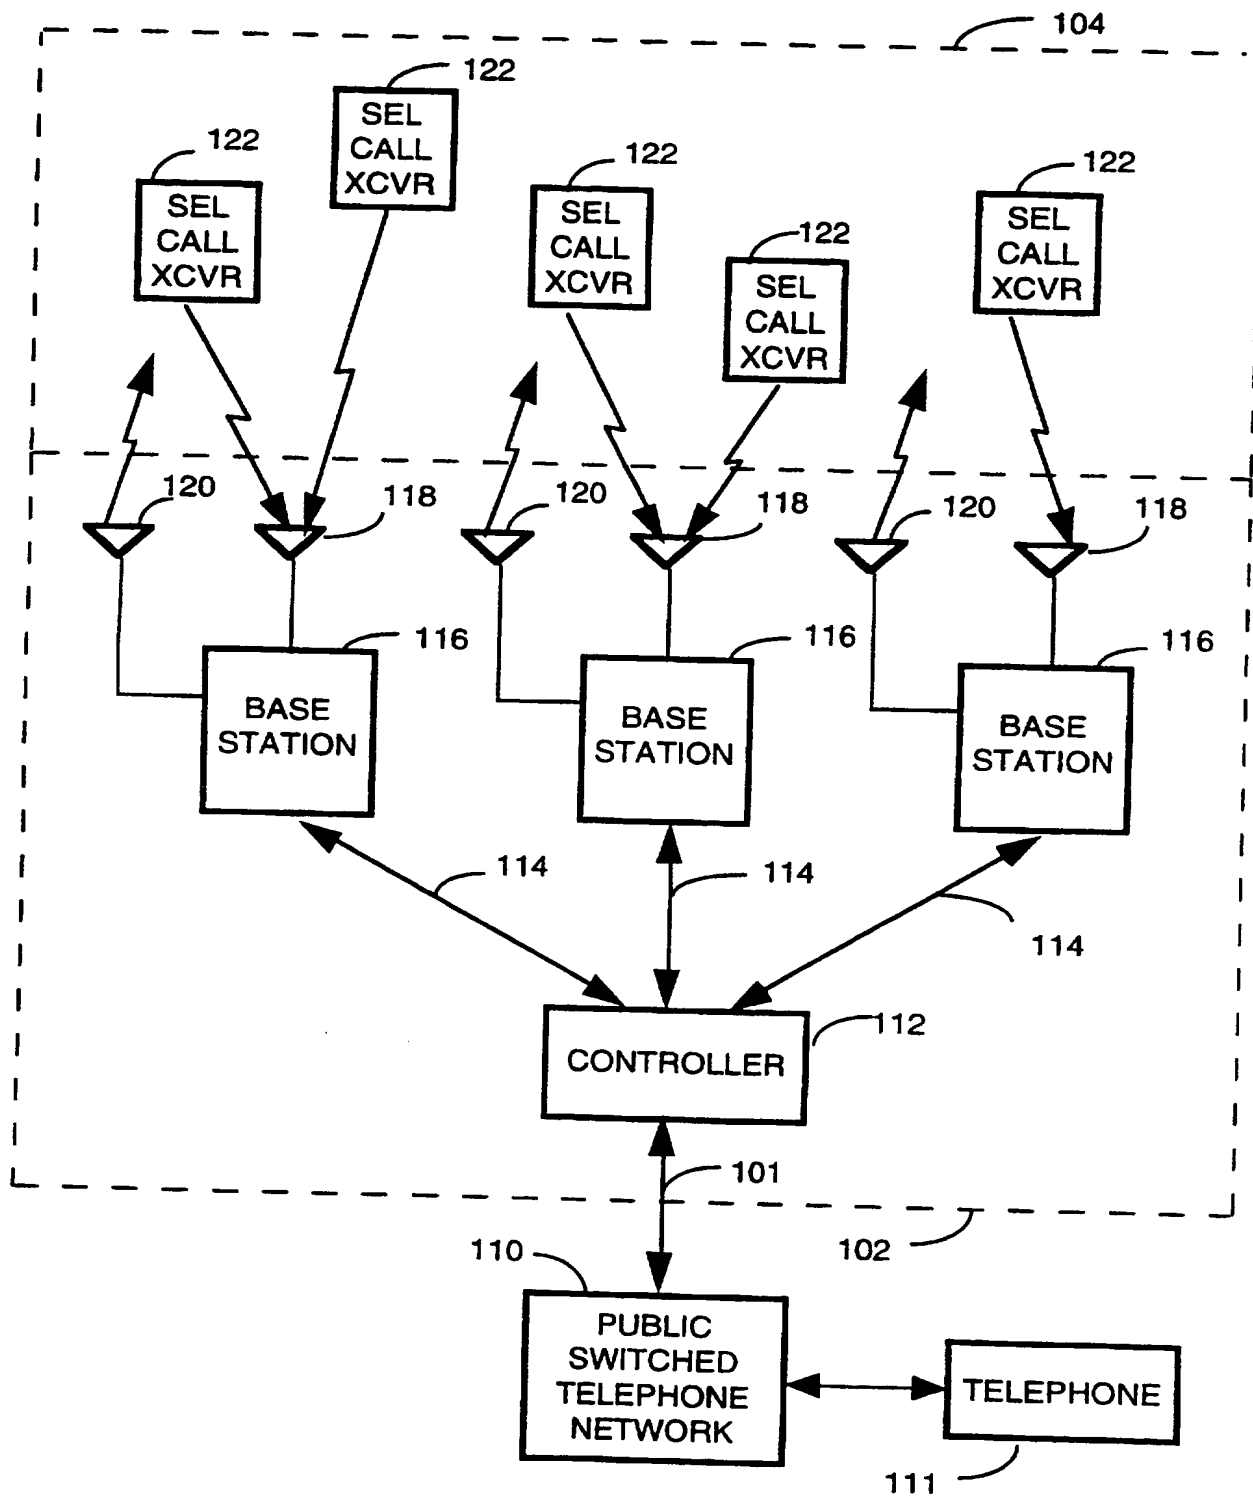 104
122
SEL
CALL
XCVR
122
SEL
CALL
XCVR
122
SEL
CALL
XCVR
122
SEL
CALL
XCVR
122
SEL
CALL
XCVR
120
118
120
118
120
118
116
BASE
STATION
116
BASE
STATION
116
BASE
STATION
114
114
114
112
CONTROLLER
101
102
110
PUBLIC
SWITCHED
TELEPHONE
NETWORK
TELEPHONE
111